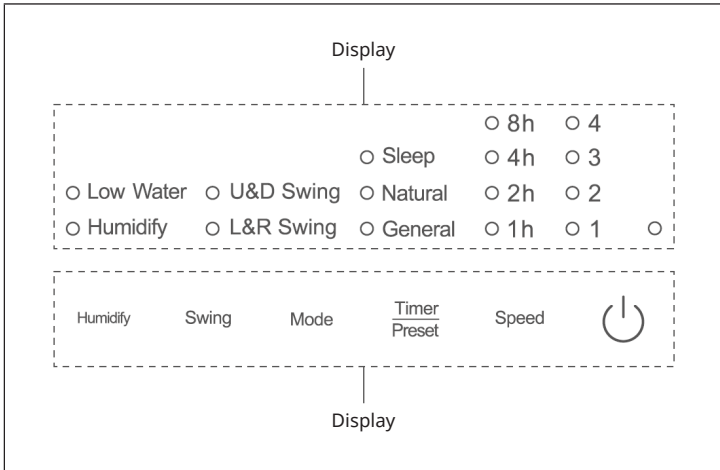 Display
8h 4
Sleep 4h 3
Low Water U&D Swing Natural 2h 2
Humidify L&R Swing General 1h 1
Humidify Swing Mode Timer Speed
Preset
Display